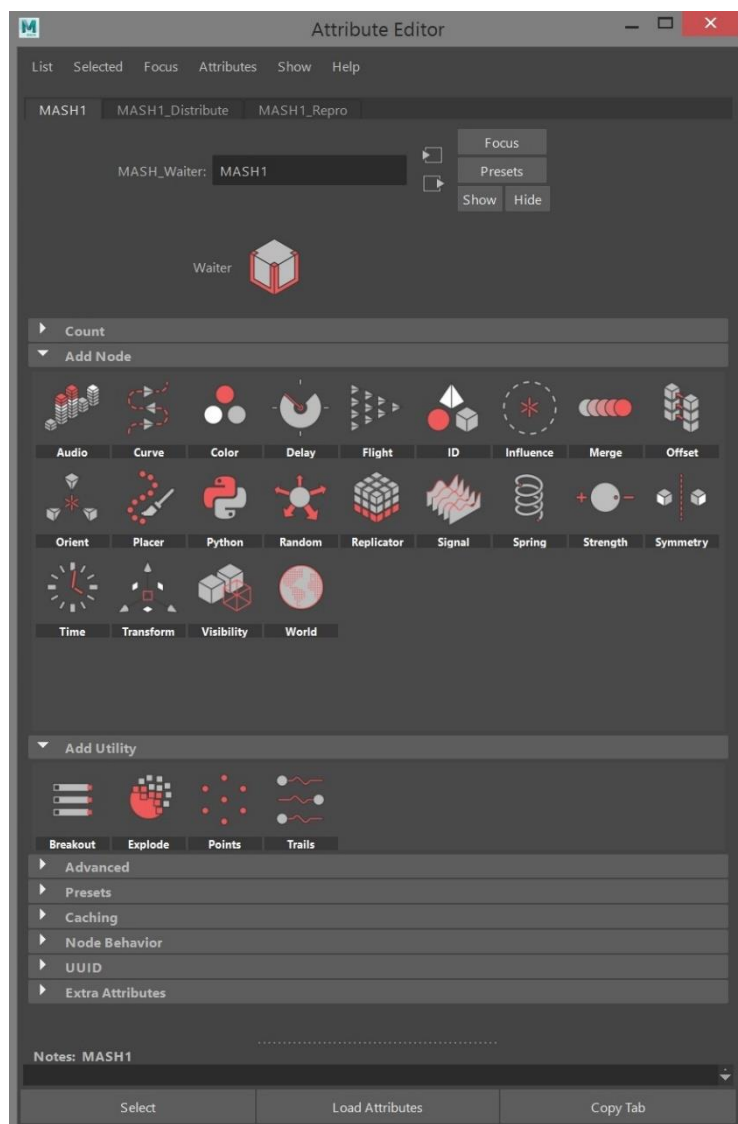 M
Attribute Editor
List Selected Focus Attributes Show Help
MASH1 MASH1_Distribute MASH1_Repro
MASH_Waiter: MASH1
Focus
Presets
Show Hide
Waiter
Count
Add Node
Audio Curve Color Delay Flight ID Influence Merge Offset
Orient Placer Python Random Replicator Signal Spring Strength Symmetry
Time Transform Visibility World
Add Utility
Breakout Explode Points Trails
Advanced
Presets
Caching
Node Behavior
UUID
Extra Attributes
Notes: MASH1
Select Load Attributes Copy Tab